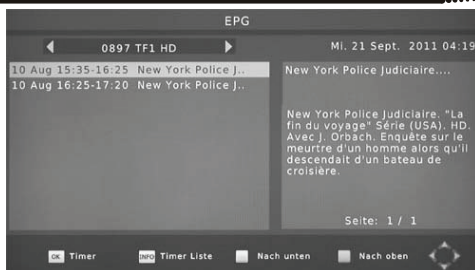 EPG
0897 TF1 HD
Mi. 21 Sept. 2011 04:19
10 Aug 15:35-16:25 New York Police J..
10 Aug 16:25-17:20 New York Police J..
New York Police Judiciaire....
New York Police Judiciaire. "La
fin du voyage" Série (USA). HD.
Avec J. Orbach. Enquête sur le
meurtre d'un homme alors qu'il
descendait d'un bateau de
croisière.
Seite: 1 / 1
OK Timer INFO Timer Liste Nach unten Nach oben